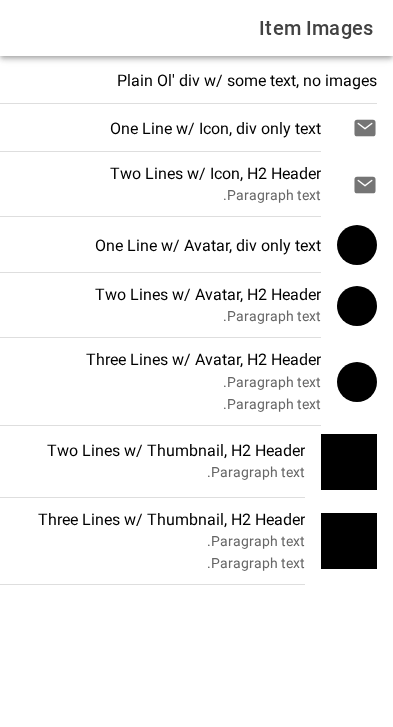 Item Images
Plain Ol' div w/ some text, no images
One Line w/ Icon, div only text
Two Lines w/ Icon, H2 Header
.Paragraph text
One Line w/ Avatar, div only text
Two Lines w/ Avatar, H2 Header
.Paragraph text
Three Lines w/ Avatar, H2 Header
.Paragraph text
.Paragraph text
Two Lines w/ Thumbnail, H2 Header
.Paragraph text
Three Lines w/ Thumbnail, H2 Header
.Paragraph text
.Paragraph text